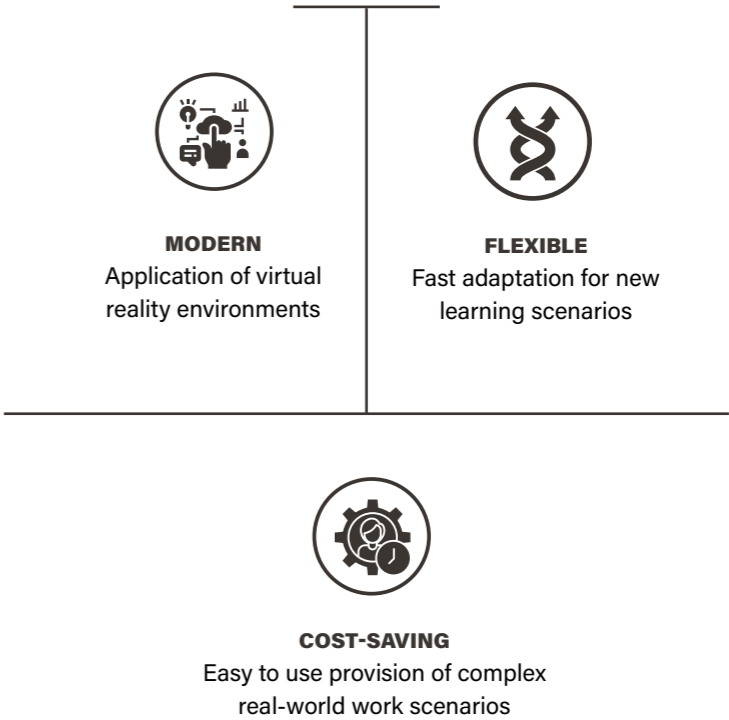 MODERN
Application of virtual
reality environments
FLEXIBLE
Fast adaptation for new
learning scenarios
COST-SAVING
Easy to use provision of complex
real-world work scenarios